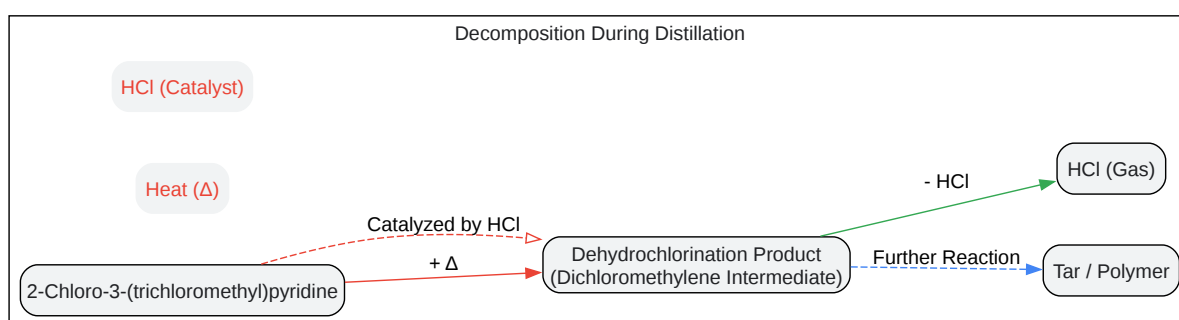 Decomposition During Distillation
HCl (Catalyst)
Heat (Δ)
2-Chloro-3-(trichloromethyl)pyridine
Catalyzed by HCl
+ Δ
Dehydrochlorination Product
(Dichloromethylene Intermediate)
- HCl
HCl (Gas)
Further Reaction
Tar / Polymer